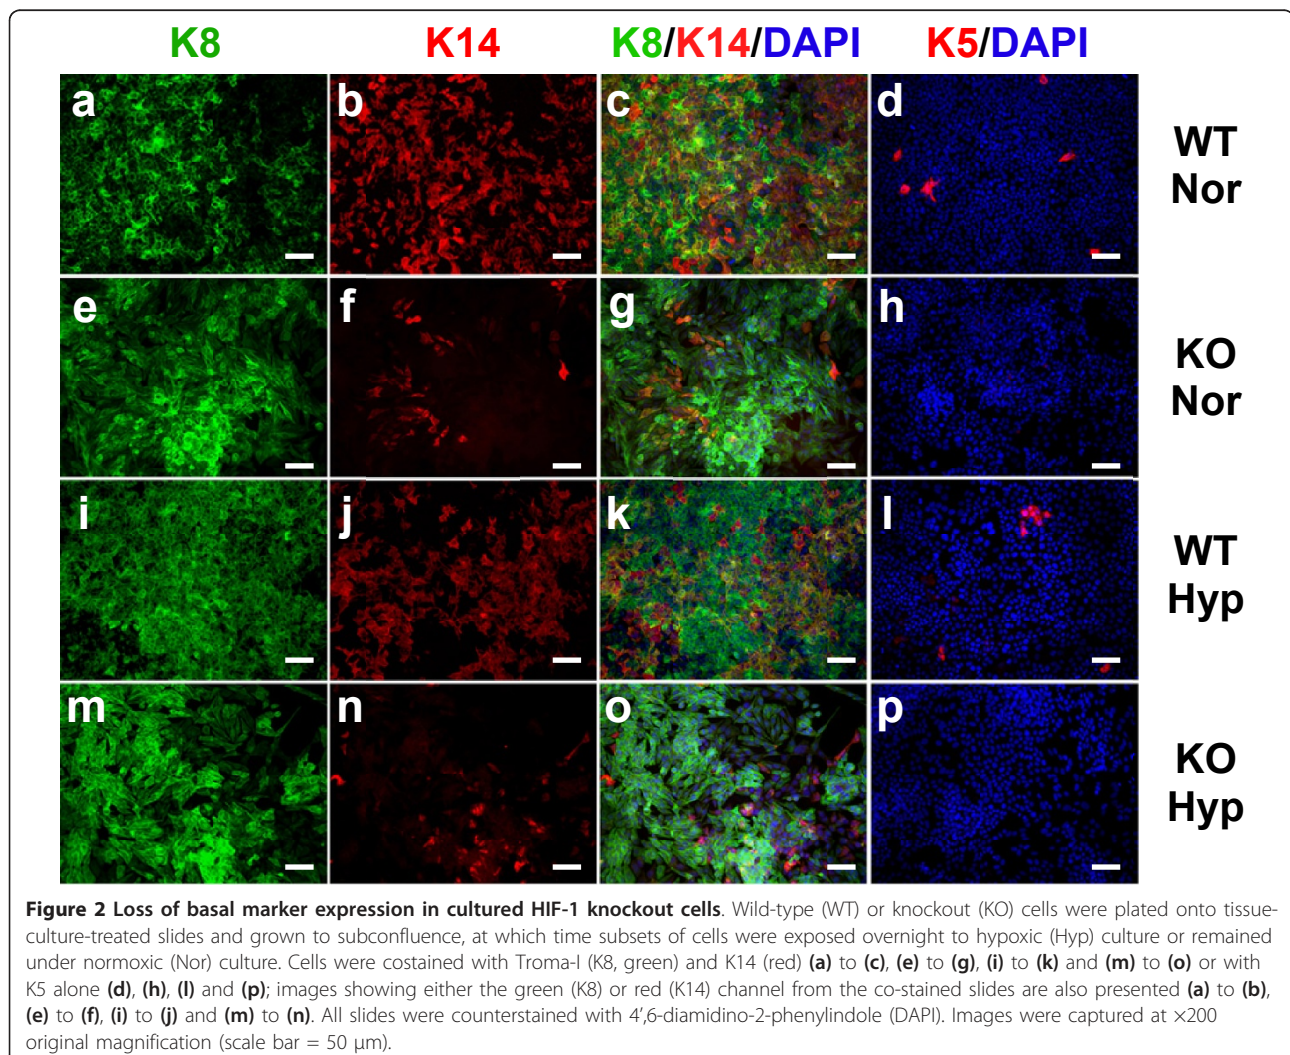 K8 K14 K8/K14/DAPI K5/DAPI
a b c d
WT
Nor
e f g h
KO
Nor
i j k l
WT
Hyp
m n o p
KO
Hyp
Figure 2 Loss of basal marker expression in cultured HIF-1 knockout cells. Wild-type (WT) or knockout (KO) cells were plated onto tissue-
culture-treated slides and grown to subconfluence, at which time subsets of cells were exposed overnight to hypoxic (Hyp) culture or remained
under normoxic (Nor) culture. Cells were costained with Troma-I (K8, green) and K14 (red) (a) to (c), (e) to (g), (i) to (k) and (m) to (o) or with
K5 alone (d), (h), (l) and (p); images showing either the green (K8) or red (K14) channel from the co-stained slides are also presented (a) to (b),
(e) to (f), (i) to (j) and (m) to (n). All slides were counterstained with 4′,6-diamidino-2-phenylindole (DAPI). Images were captured at ×200
original magnification (scale bar = 50 μm).